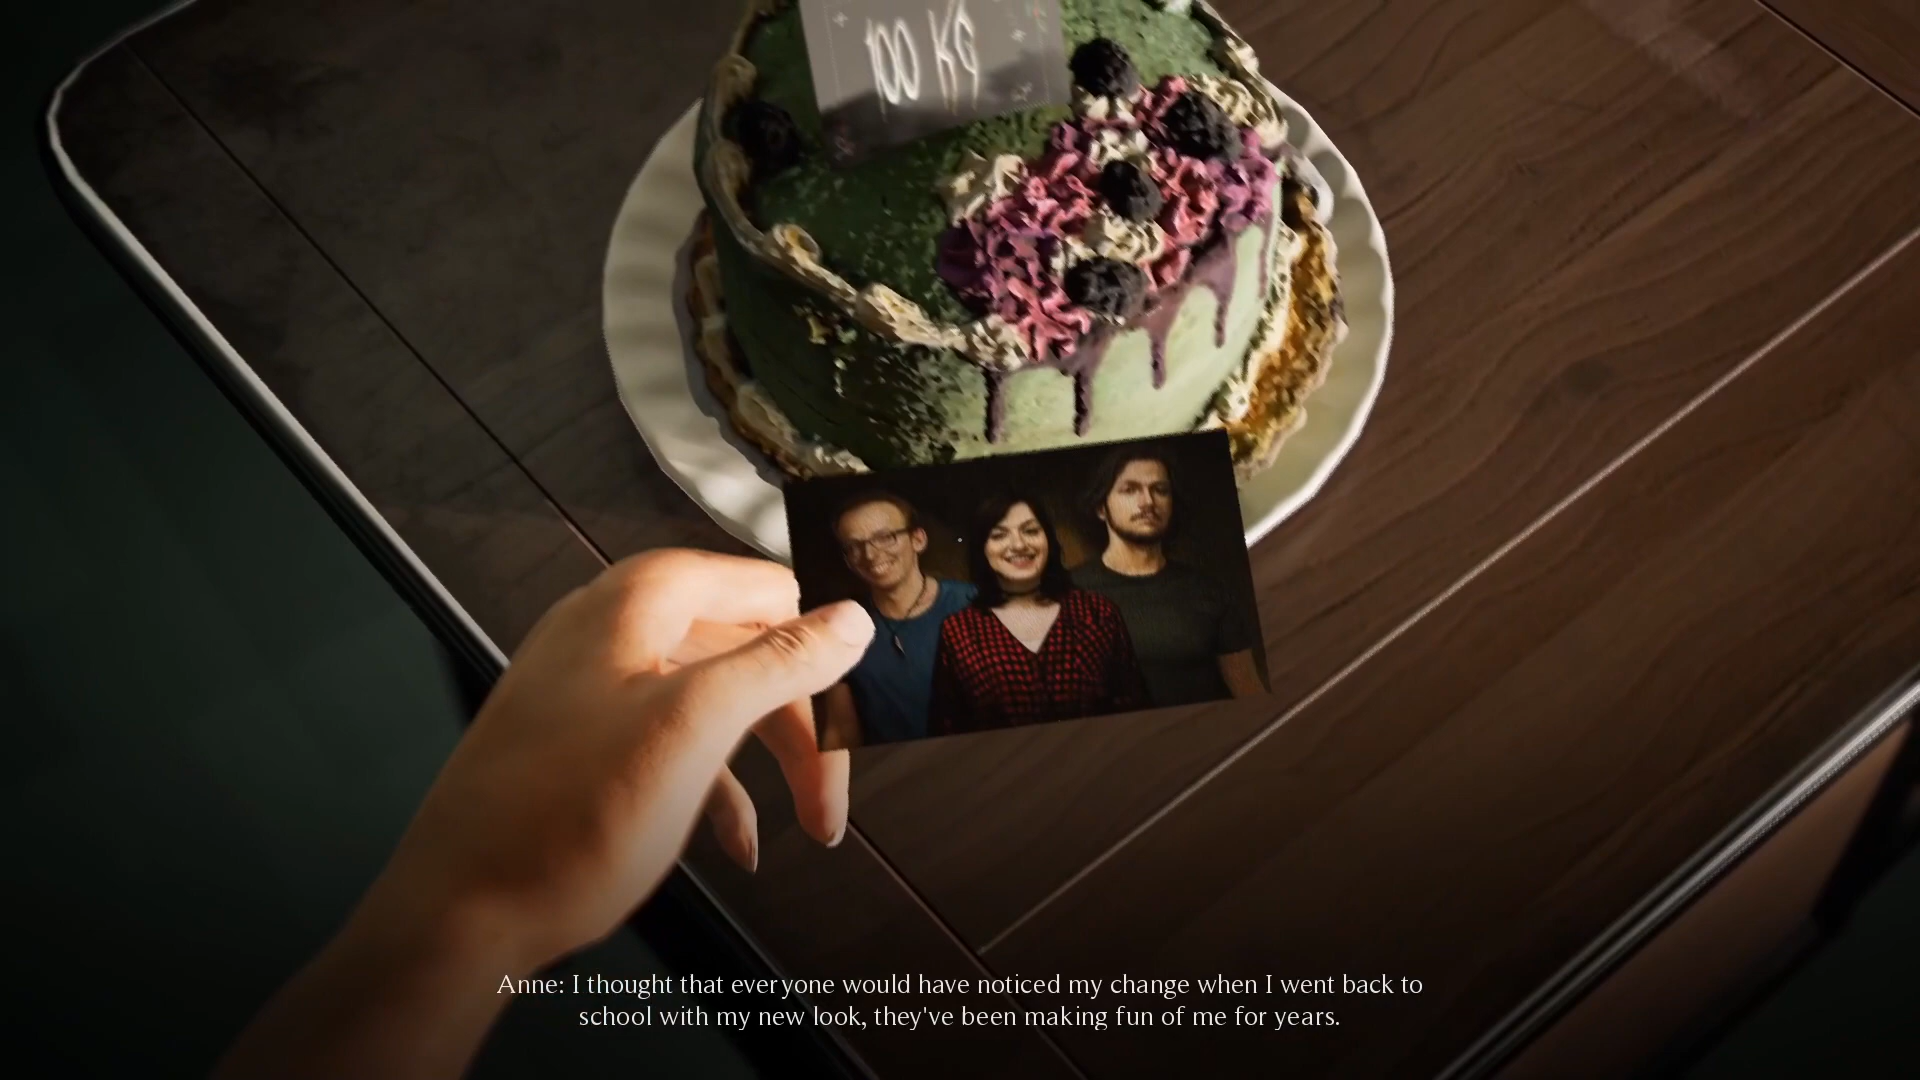 100 KG
Anne: I thought that everyone would have noticed my change when I went back to
school with my new look, they've been making fun of me for years.